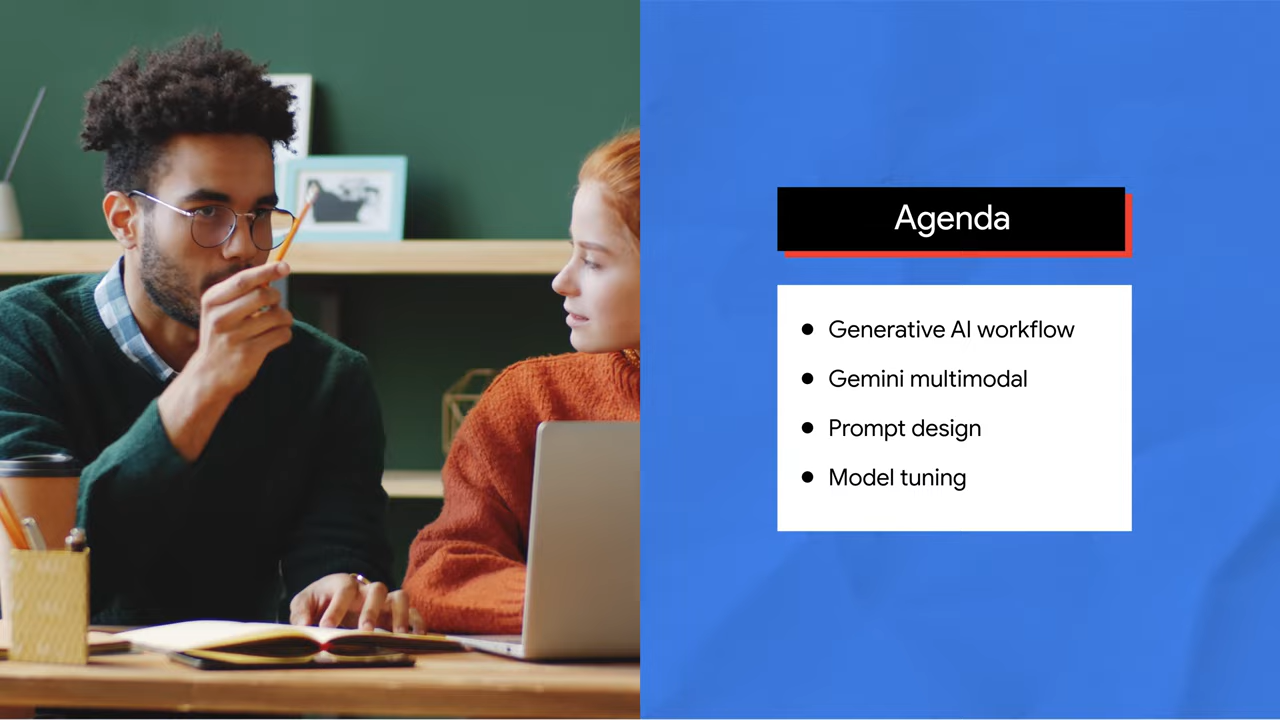 Agenda
● Generative AI workflow
● Gemini multimodal
● Prompt design
● Model tuning